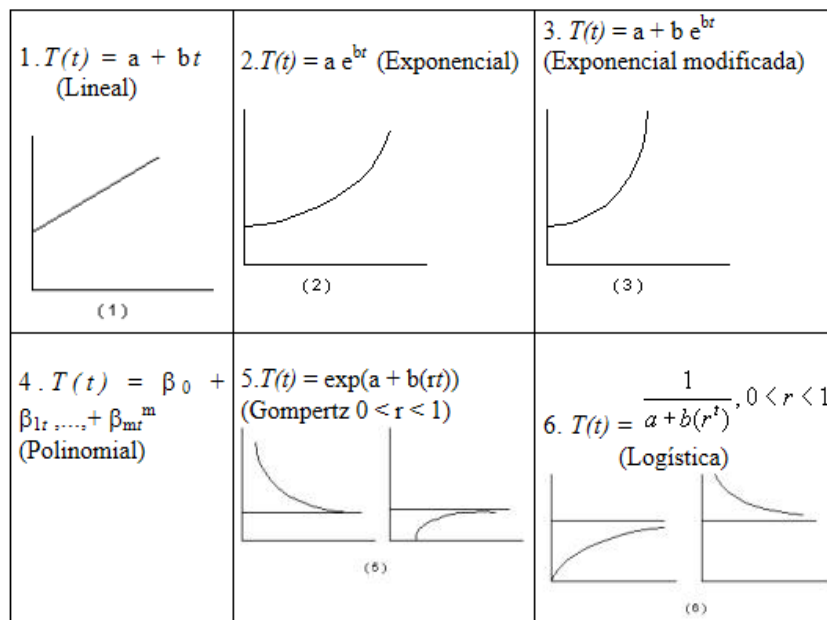 1.T(t) = a + bt
(Lineal)
(1)
2.T(t) = a e^bt (Exponencial)
(2)
3. T(t) = a + b e^bt
(Exponencial modificada)
(3)
4 . T ( t ) = β₀ +
β₁t ,...,+ βmt^m
(Polinomial)
5.T(t) = exp(a + b(rt))
(Gompertz 0 < r < 1)
(5)
6. T(t) = 1/(a + b(r^t)), 0 < r < 1
(Logística)
(6)